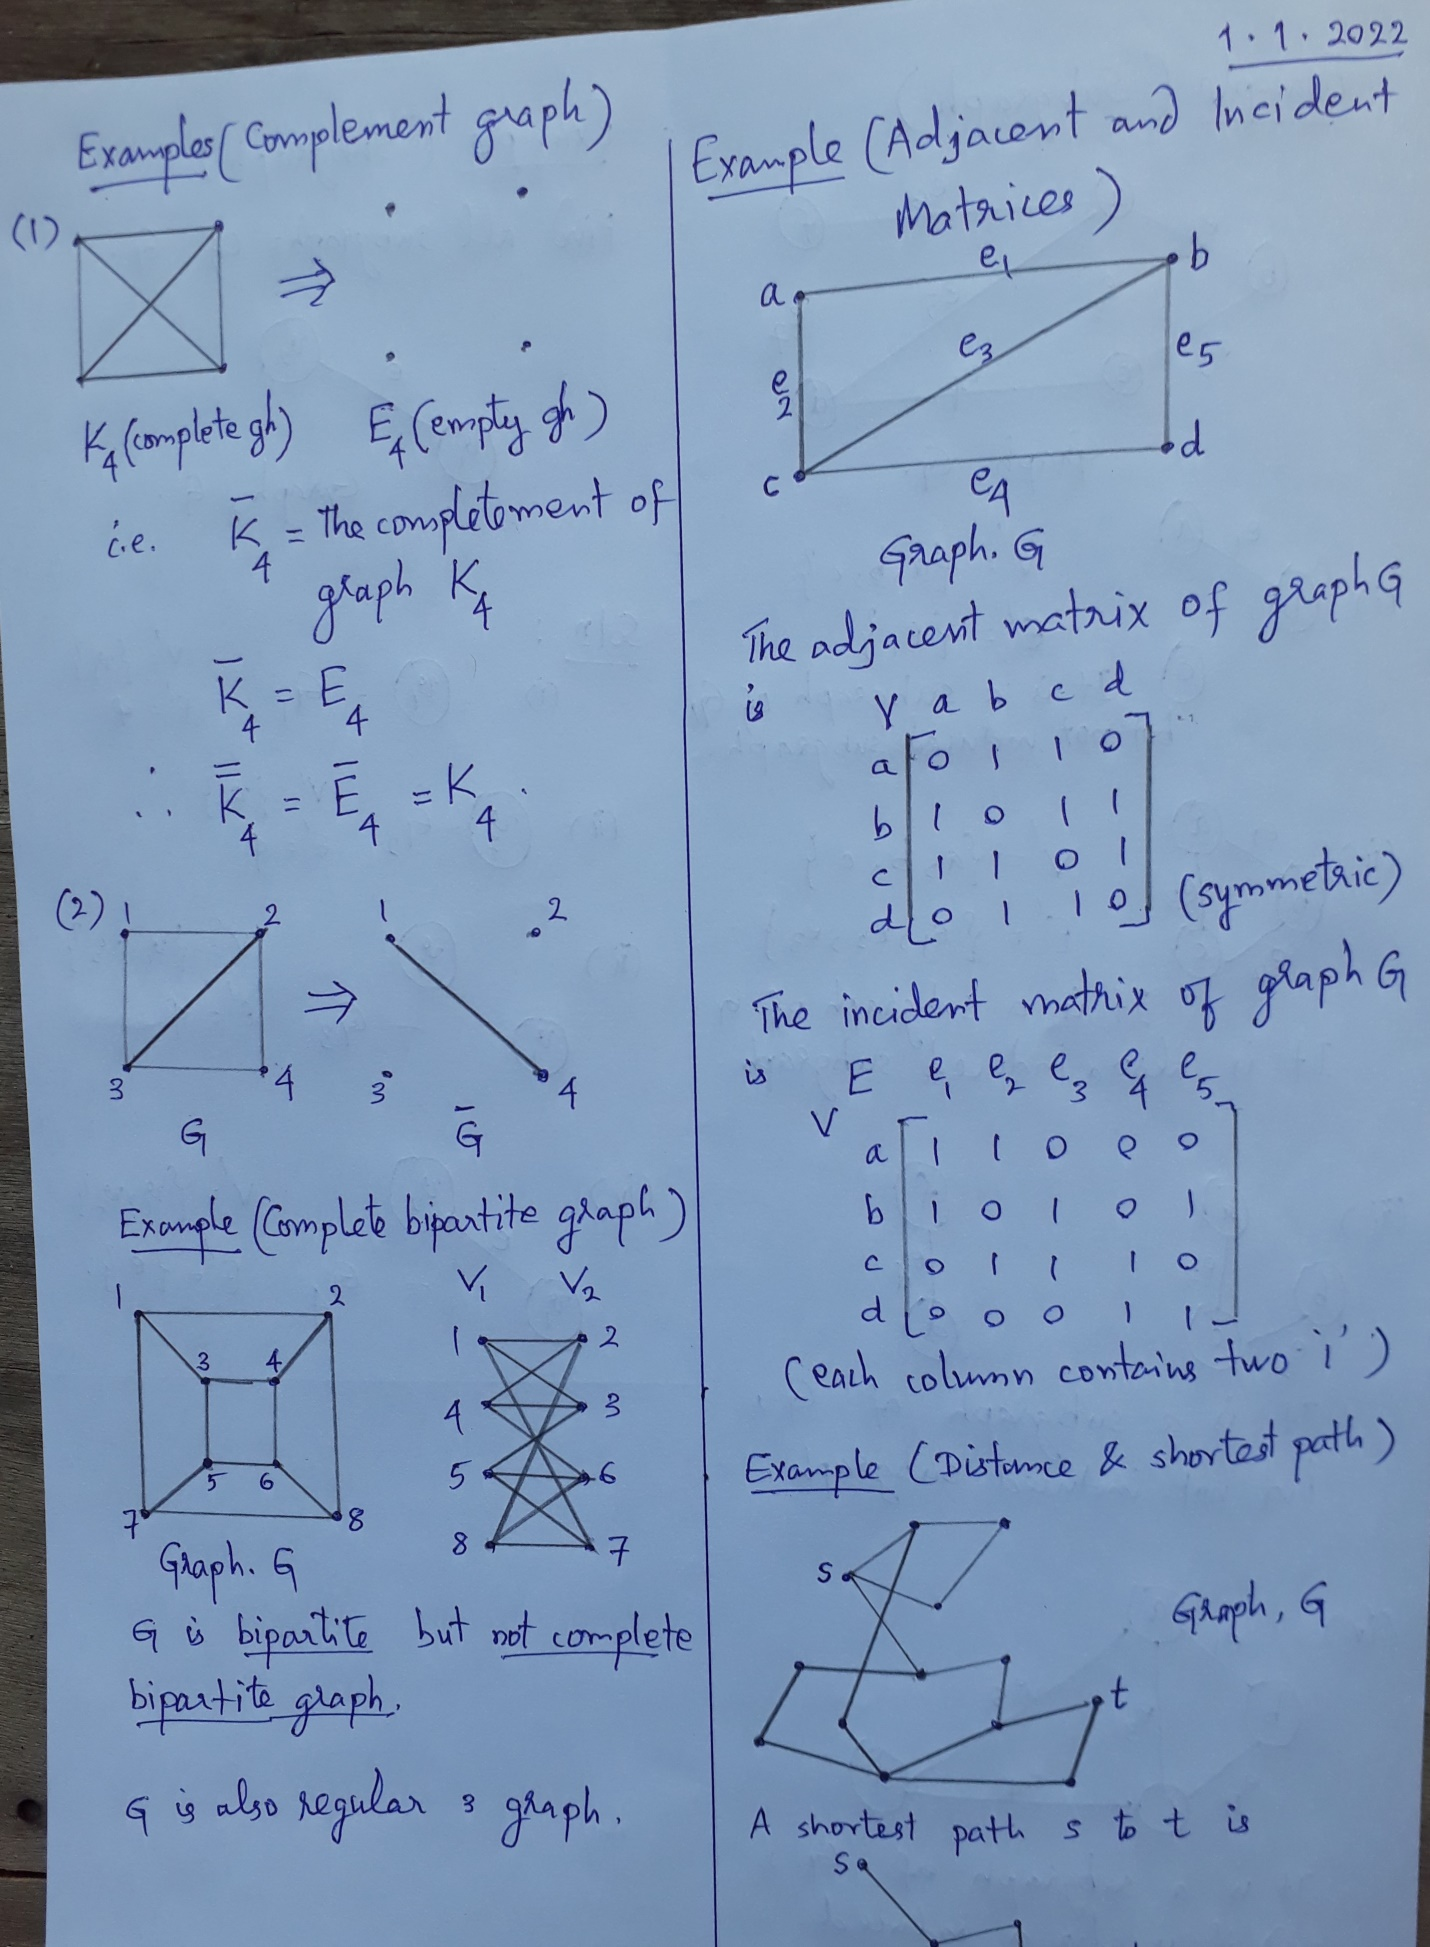 1.1.2022
Examples (Complement graph)
(1)
⇒
K₄ (complete gh) E₄ (empty gh)
i.e. K̄₄ = The completement of
graph K₄
K̄₄ = E₄
∴ K̿₄ = Ē₄ = K₄.
(2) 1 2 1 2
⇒
3 4 3 4
G Ḡ
Example (Complete bipartite graph)
V₁ V₂
1 2
3 4
5 6
7 8
1 2
4 3
5 6
8 7
Graph. G
G is bipartite but not complete
bipartite graph.
G is also regular 3 graph.
Example (Adjacent and Incident
Matrices)
e₁ b
a
e₃ e₅
e₂
d
c e₄
Graph. G
The adjacent matrix of graph G
is V a b c d
a 0 1 1 0
b 1 0 1 1
c 1 1 0 1
d 0 1 1 0 (symmetric)
The incident matrix of graph G
is E e₁ e₂ e₃ e₄ e₅
V
a 1 1 0 0 0
b 1 0 1 0 1
c 0 1 1 1 0
d 0 0 0 1 1
(each column contains two 1')
Example (Distance & shortest path)
s
Graph, G
t
A shortest path s to t is
s